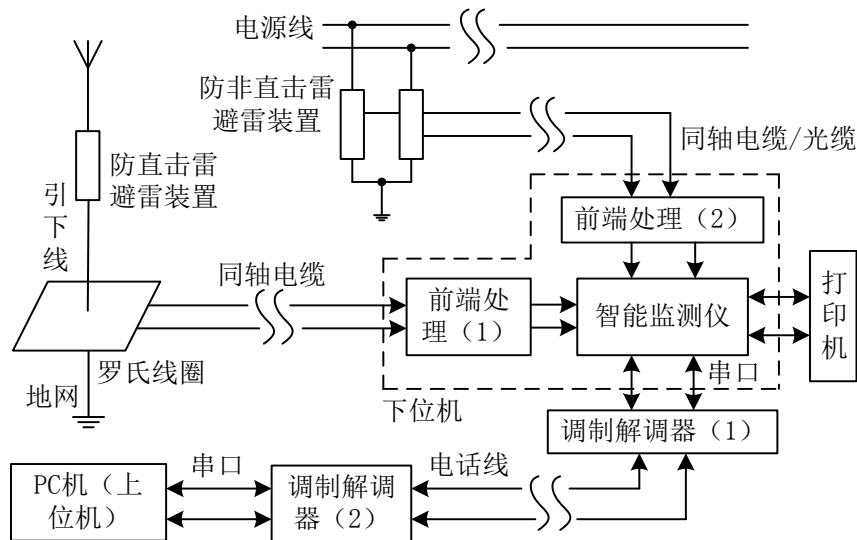 电源线
防非直击雷
避雷装置
同轴电缆/光缆
防直击雷
避雷装置
引
下
线
前端处理（2）
同轴电缆
前端处
理（1）
智能监测仪
打
印
机
罗氏线圈
地网
串口
下位机
调制解调器（1）
PC机（上
位机）
串口
调制解调
器（2）
电话线